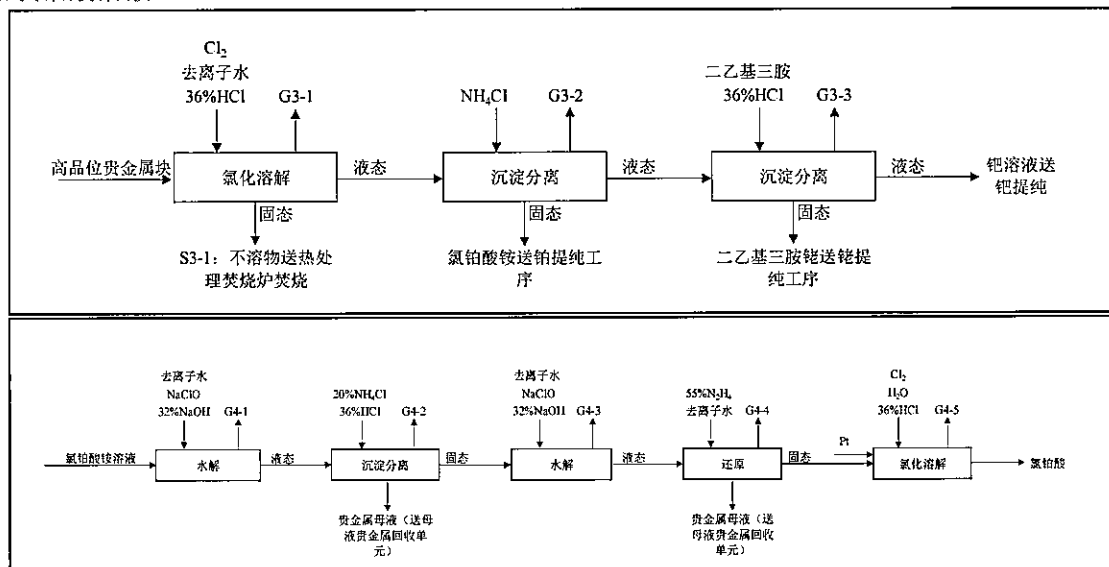 Cl₂
去离子水
36%HCl
G3-1
NH₄Cl
G3-2
二乙基三胺
36%HCl
G3-3
高品位贵金属块
氯化溶解
液态
沉淀分离
液态
沉淀分离
液态
钯溶液送
钯提纯
固态
固态
固态
S3-1：不溶物送热处
理焚烧炉焚烧
氯铂酸铵送铂提纯工
序
二乙基三胺铑送铑提
纯工序
去离子水
NaClO
32%NaOH
G4-1
20%NH₄Cl
36%HCl
G4-2
去离子水
NaClO
32%NaOH
G4-3
55%N₂H₄
去离子水
G4-4
Cl₂
H₂O
36%HCl
G4-5
Pt
氯铂酸铵溶液
水解
液态
沉淀分离
固态
水解
液态
还原
固态
氯化溶解
氯铂酸
贵金属母液（送母
液贵金属回收单
元）
贵金属母液（送
母液贵金属回收
单元）